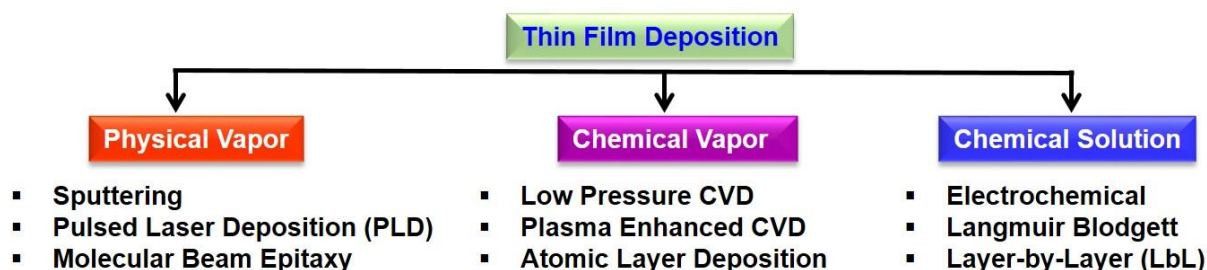 Thin Film Deposition
Physical Vapor
▪ Sputtering
▪ Pulsed Laser Deposition (PLD)
▪ Molecular Beam Epitaxy
Chemical Vapor
▪ Low Pressure CVD
▪ Plasma Enhanced CVD
▪ Atomic Layer Deposition
Chemical Solution
▪ Electrochemical
▪ Langmuir Blodgett
▪ Layer-by-Layer (LbL)